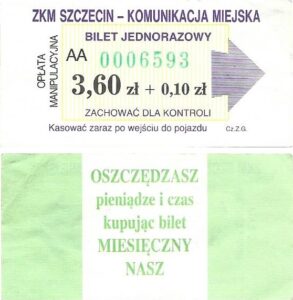 ZKM SZCZECIN – KOMUNIKACJA MIEJSKA
OPŁATA
MANIPULACYJNA
BILET JEDNORAZOWY
AA 0006593
3,60 zł + 0,10 zł
ZACHOWAĆ DLA KONTROLI
Kasować zaraz po wejściu do pojazdu
Cz.Z.G.
OSZCZĘDZASZ
pieniądze i czas
kupując bilet
MIESIĘCZNY
NASZ